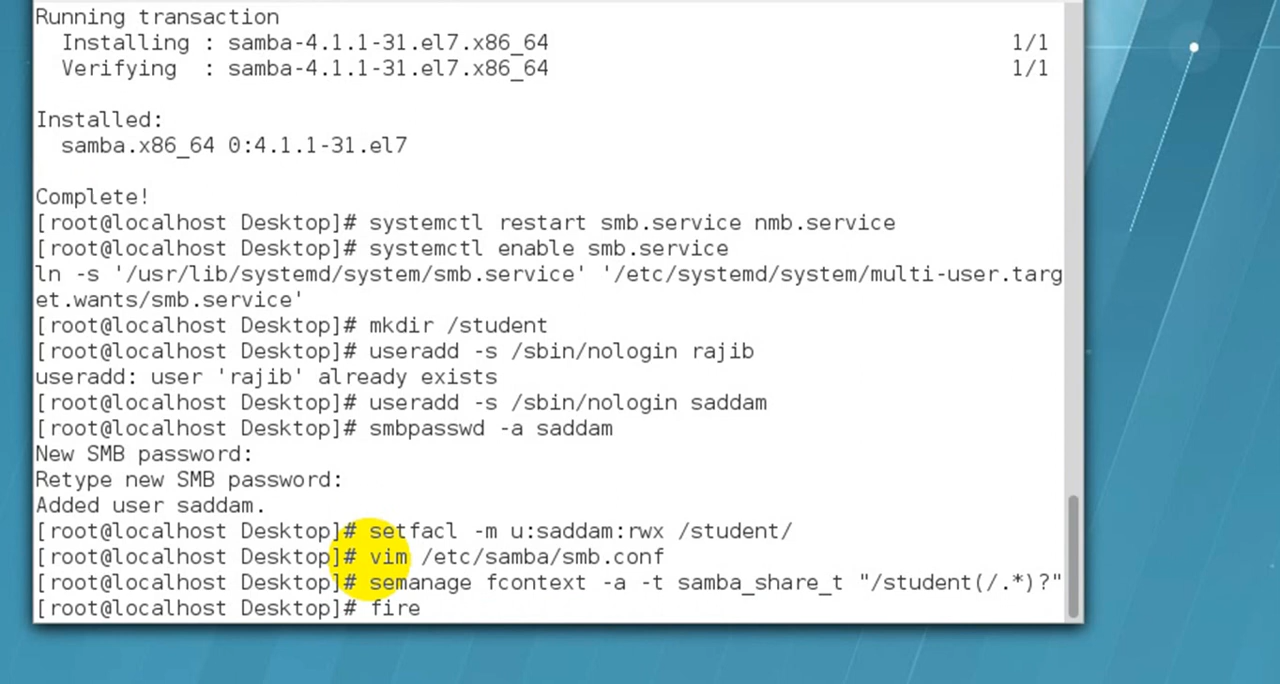 Running transaction
Installing : samba-4.1.1-31.el7.x86_64 1/1
Verifying : samba-4.1.1-31.el7.x86_64 1/1
Installed:
samba.x86_64 0:4.1.1-31.el7
Complete!
[root@localhost Desktop]# systemctl restart smb.service nmb.service
[root@localhost Desktop]# systemctl enable smb.service
ln -s '/usr/lib/systemd/system/smb.service' '/etc/systemd/system/multi-user.targ
et.wants/smb.service'
[root@localhost Desktop]# mkdir /student
[root@localhost Desktop]# useradd -s /sbin/nologin rajib
useradd: user 'rajib' already exists
[root@localhost Desktop]# useradd -s /sbin/nologin saddam
[root@localhost Desktop]# smbpasswd -a saddam
New SMB password:
Retype new SMB password:
Added user saddam.
[root@localhost Desktop]# setfacl -m u:saddam:rwx /student/
[root@localhost Desktop]# vim /etc/samba/smb.conf
[root@localhost Desktop]# semanage fcontext -a -t samba_share_t "/student(/.*)?"
[root@localhost Desktop]# fire